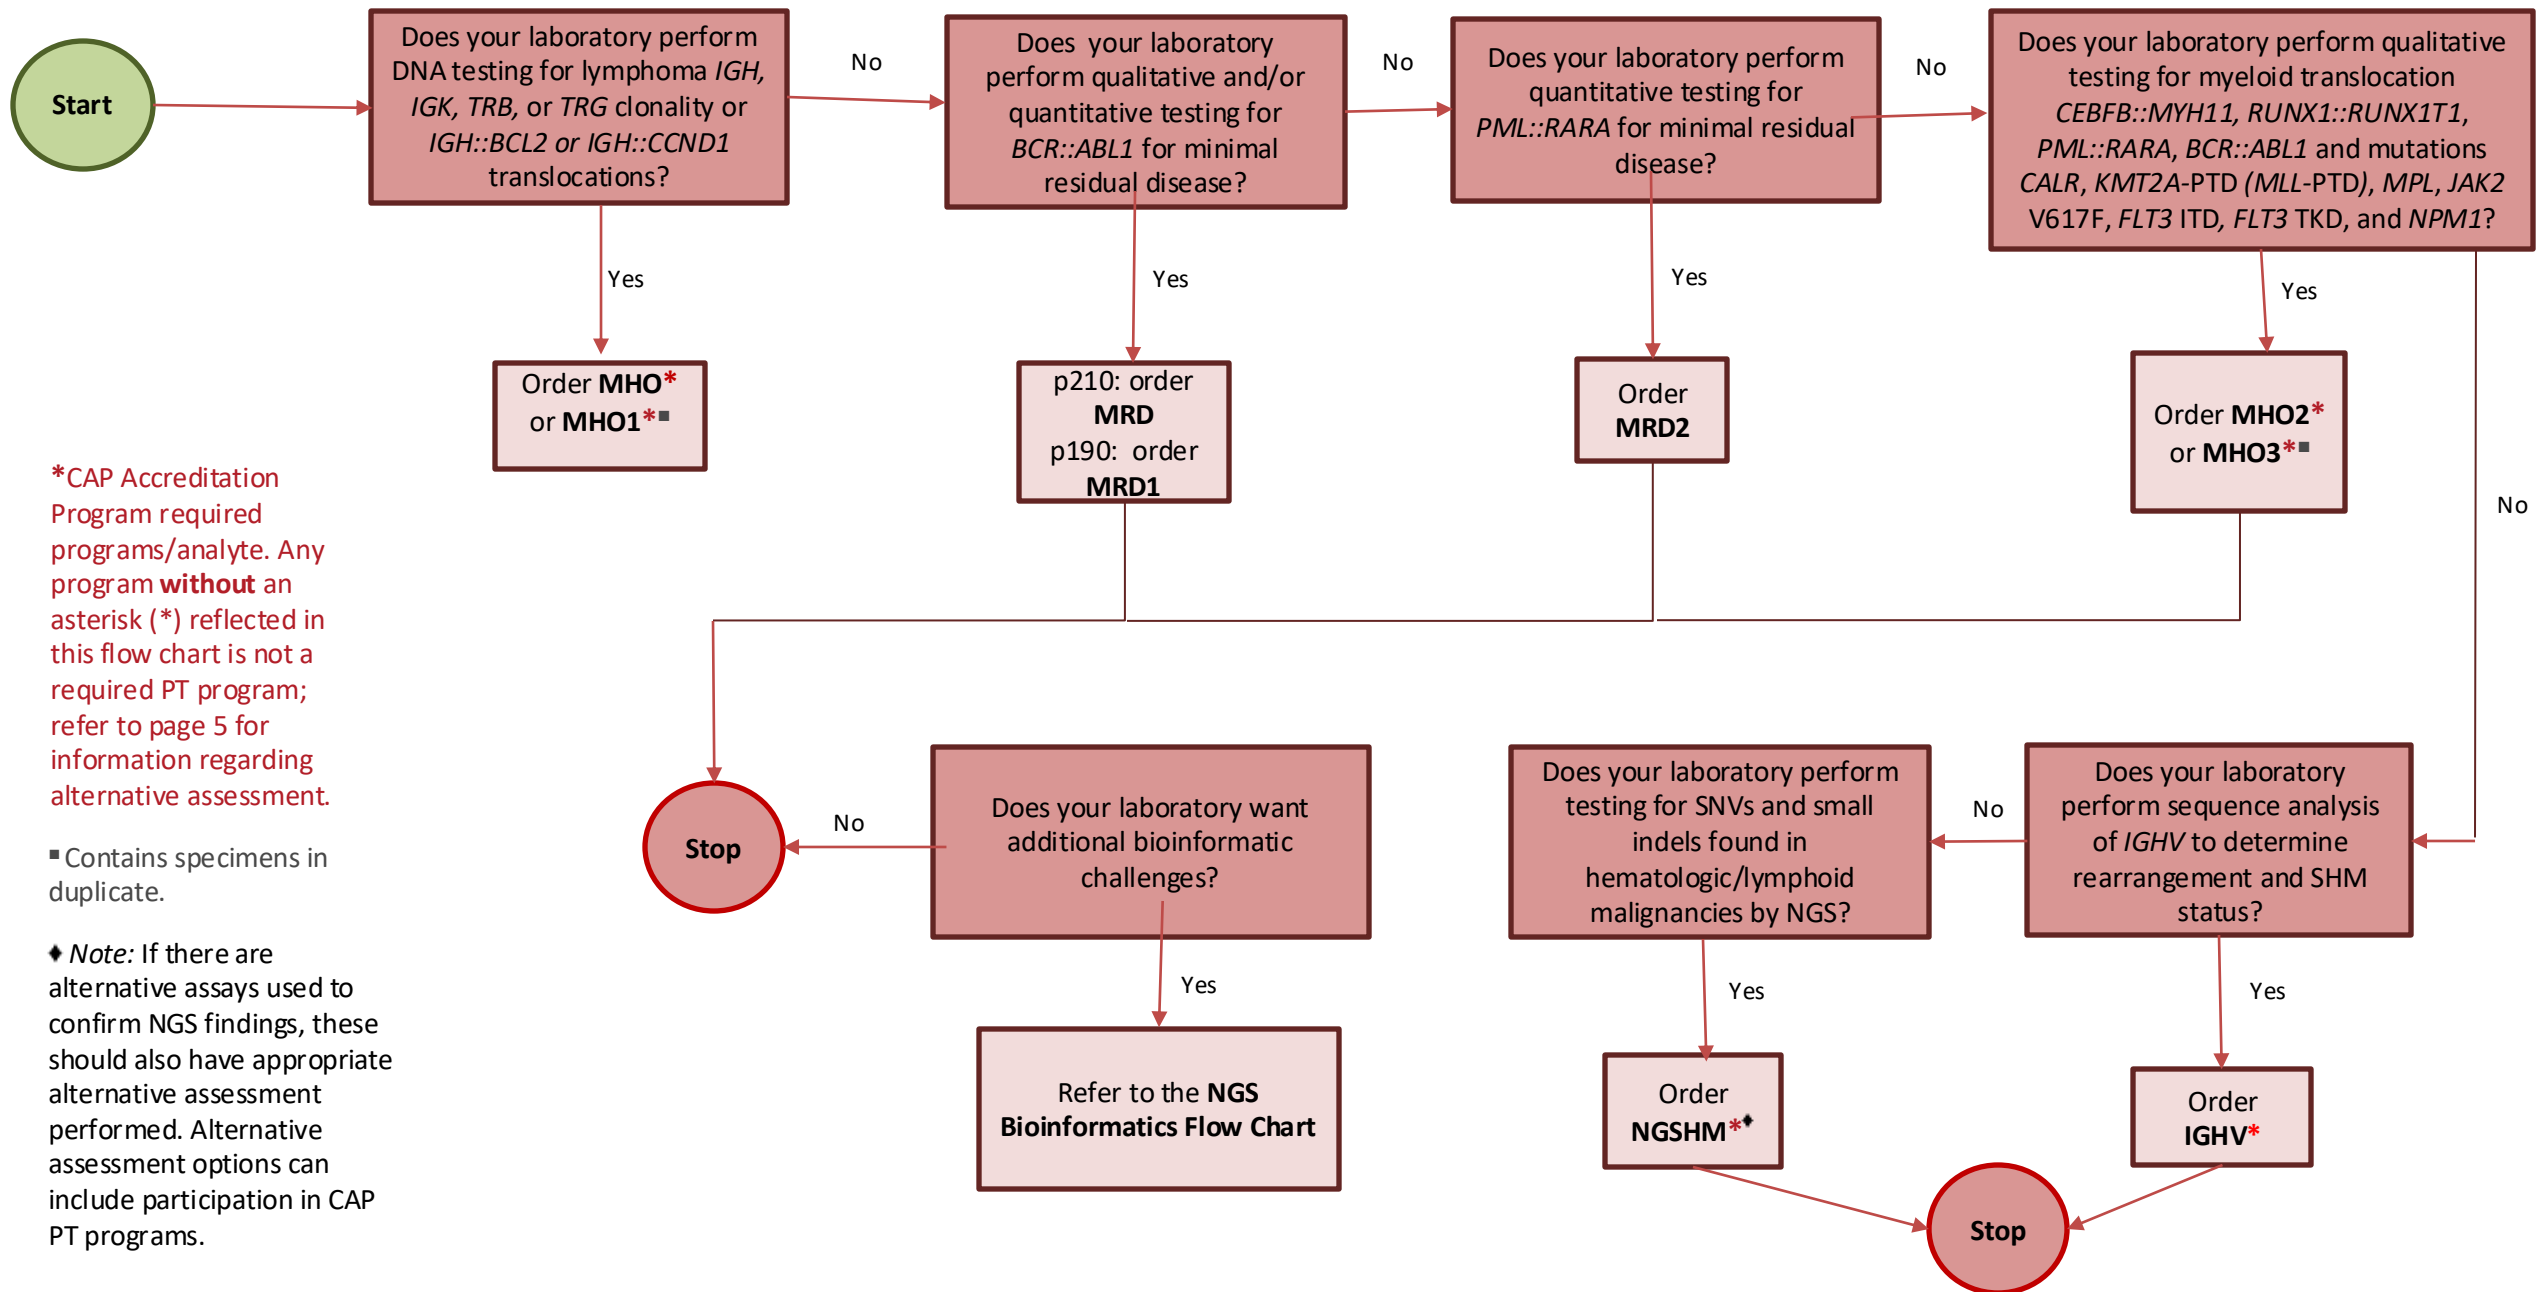 Start
Does your laboratory perform
DNA testing for lymphoma IGH,
IGK, TRB, or TRG clonality or
IGH::BCL2 or IGH::CCND1
translocations?
No
Does your laboratory
perform qualitative and/or
quantitative testing for
BCR::ABL1 for minimal
residual disease?
No
Does your laboratory perform
quantitative testing for
PML::RARA for minimal residual
disease?
No
Does your laboratory perform qualitative
testing for myeloid translocation
CEBFB::MYH11, RUNX1::RUNX1T1,
PML::RARA, BCR::ABL1 and mutations
CALR, KMT2A-PTD (MLL-PTD), MPL, JAK2
V617F, FLT3 ITD, FLT3 TKD, and NPM1?
Yes
Yes
Yes
Yes
No
Order MHO*
or MHO1*■
p210: order
MRD
p190: order
MRD1
Order
MRD2
Order MHO2*
or MHO3*■
*CAP Accreditation
Program required
programs/analyte. Any
program without an
asterisk (*) reflected in
this flow chart is not a
required PT program;
refer to page 5 for
information regarding
alternative assessment.
■Contains specimens in
duplicate.
♦ Note: If there are
alternative assays used to
confirm NGS findings, these
should also have appropriate
alternative assessment
performed. Alternative
assessment options can
include participation in CAP
PT programs.
Stop
No
Does your laboratory want
additional bioinformatic
challenges?
Yes
Refer to the NGS
Bioinformatics Flow Chart
Does your laboratory perform
testing for SNVs and small
indels found in
hematologic/lymphoid
malignancies by NGS?
No
Does your laboratory
perform sequence analysis
of IGHV to determine
rearrangement and SHM
status?
Yes
Yes
Order
NGSHM*♦
Order
IGHV*
Stop